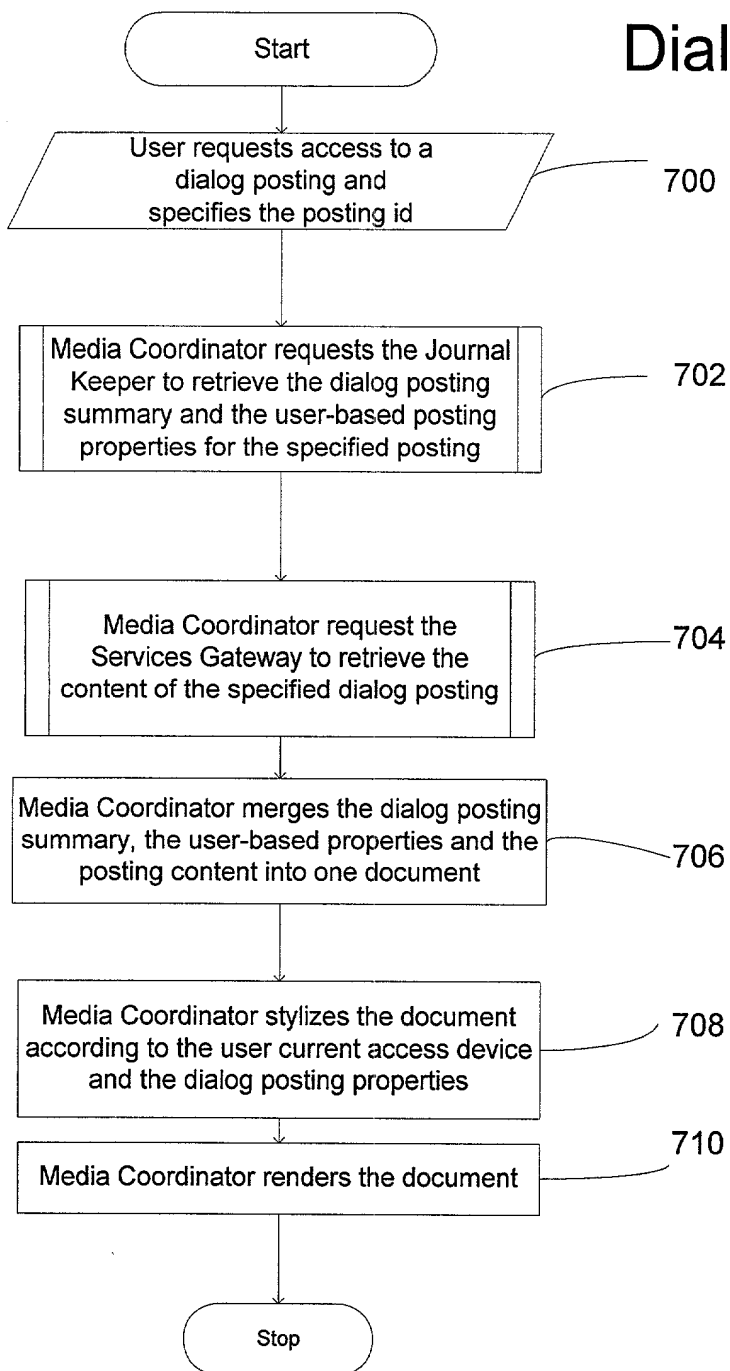 Start
Dial
User requests access to a
dialog posting and
specifies the posting id
700
Media Coordinator requests the Journal
Keeper to retrieve the dialog posting
summary and the user-based posting
properties for the specified posting
702
Media Coordinator request the
Services Gateway to retrieve the
content of the specified dialog posting
704
Media Coordinator merges the dialog posting
summary, the user-based properties and the
posting content into one document
706
Media Coordinator stylizes the document
according to the user current access device
and the dialog posting properties
708
Media Coordinator renders the document
710
Stop